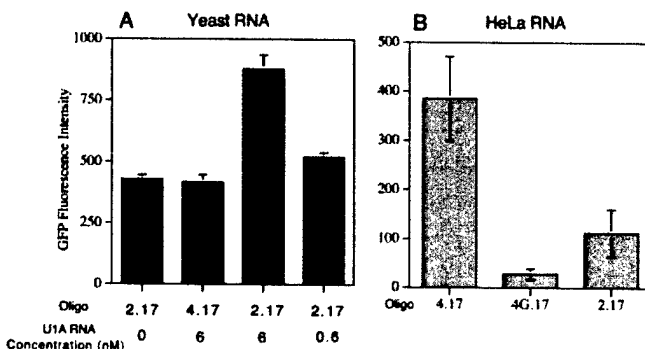 A Yeast RNA
B HeLa RNA
GFP Fluorescence Intensity
1000
750
500
250
0
500
400
300
200
100
0
Oligo 2.17 4.17 2.17 2.17
U1A RNA
Concentration (nM) 0 6 6 0.6
Oligo 4.17 4G.17 2.17